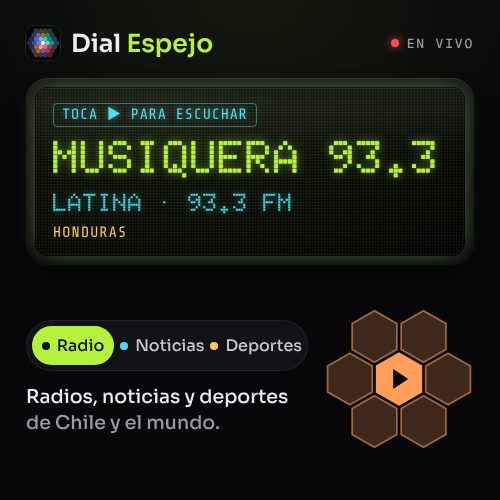 Dial Espejo
EN VIVO
TOCA ▶ PARA ESCUCHAR
MUSIQUERA 93.3
LATINA · 93.3 FM
HONDURAS
Radio Noticias Deportes
Radios, noticias y deportes
de Chile y el mundo.